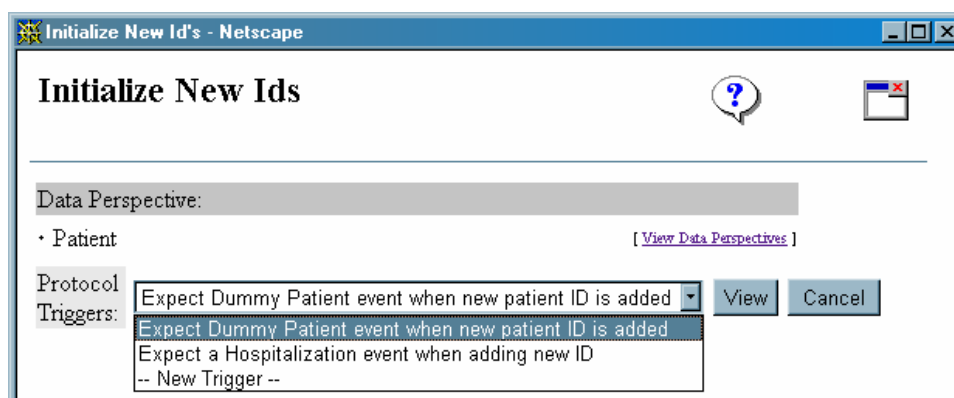 Initialize New Id's - Netscape
Initialize New Ids
?
Data Perspective:
• Patient [ View Data Perspectives ]
Protocol Triggers: Expect Dummy Patient event when new patient ID is added View Cancel
Expect Dummy Patient event when new patient ID is added
Expect a Hospitalization event when adding new ID
-- New Trigger --